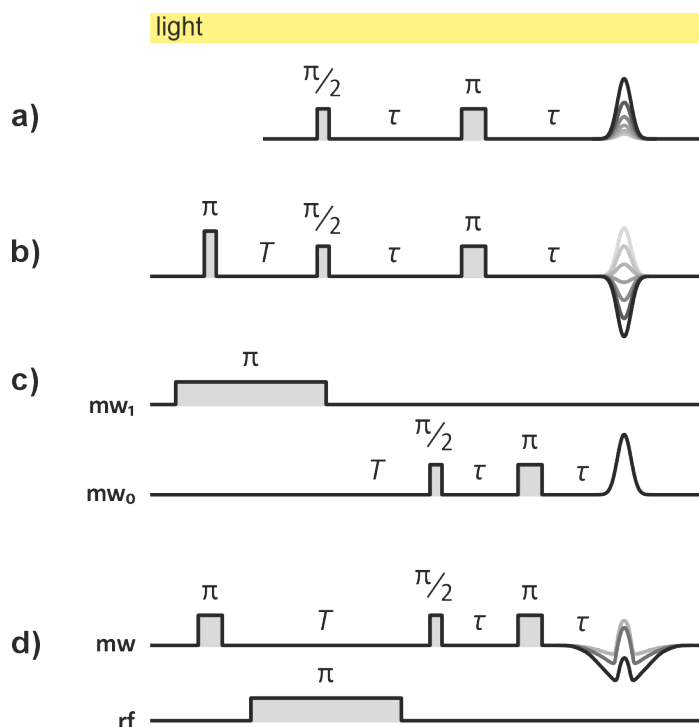 light
a) π/2 τ π τ
b) π T π/2 τ π τ
c) π
mw₁
π/2 π
T τ τ
mw₀
π π/2 π
T τ τ
d) mw
π
rf